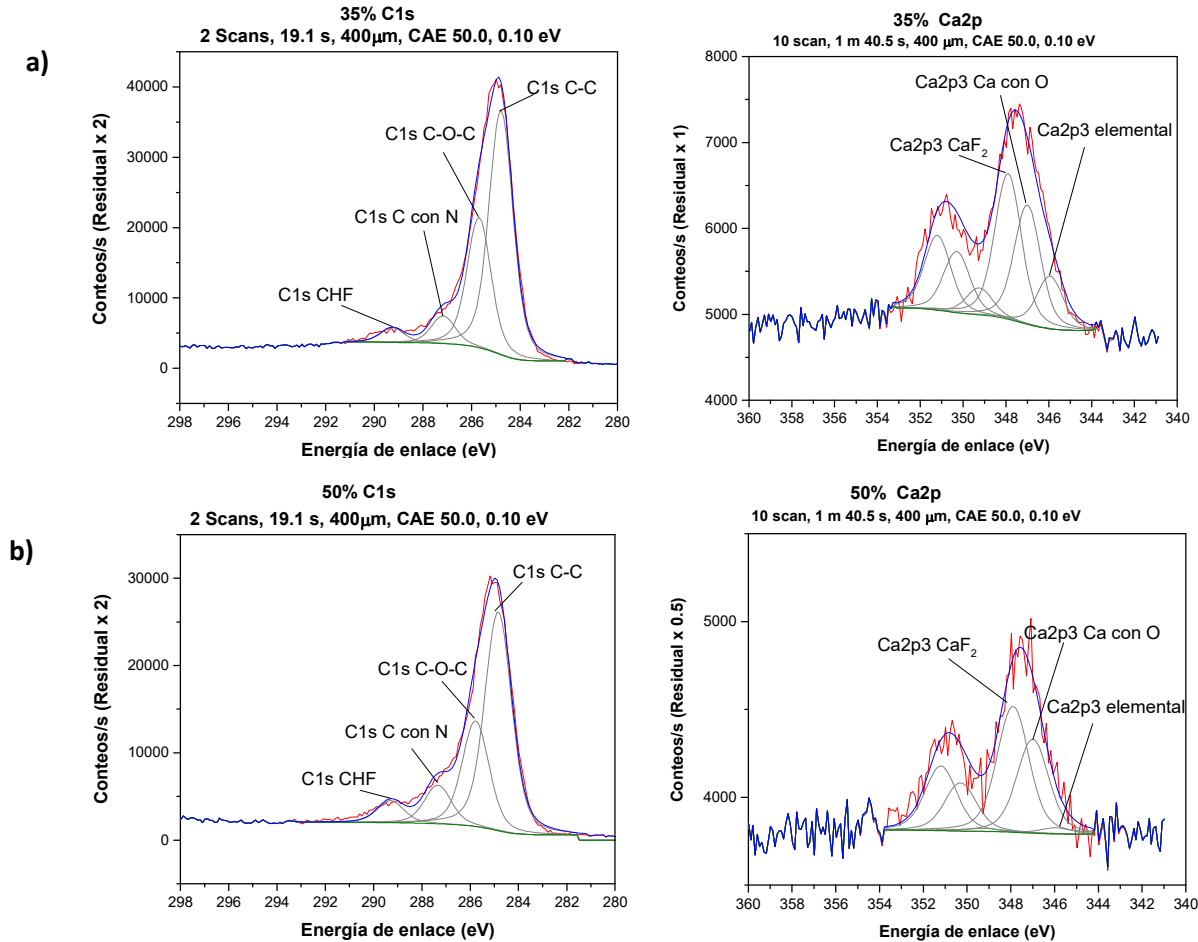 a)
35% C1s
2 Scans, 19.1 s, 400μm, CAE 50.0, 0.10 eV
Conteos/s (Residual x 2)
40000
30000
20000
10000
0
C1s C-C
C1s C-O-C
C1s C con N
C1s CHF
298 296 294 292 290 288 286 284 282 280
Energía de enlace (eV)
35% Ca2p
10 scan, 1 m 40.5 s, 400 μm, CAE 50.0, 0.10 eV
Conteos/s (Residual x 1)
8000
7000
6000
5000
4000
Ca2p3 Ca con O
Ca2p3 elemental
Ca2p3 CaF₂
360 358 356 354 352 350 348 346 344 342 340
Energía de enlace (eV)
b)
50% C1s
2 Scans, 19.1 s, 400μm, CAE 50.0, 0.10 eV
Conteos/s (Residual x 2)
30000
20000
10000
0
C1s C-C
C1s C-O-C
C1s C con N
C1s CHF
298 296 294 292 290 288 286 284 282 280
Energía de enlace (eV)
50% Ca2p
10 scan, 1 m 40.5 s, 400 μm, CAE 50.0, 0.10 eV
Conteos/s (Residual x 0.5)
5000
4000
Ca2p3 Ca con O
Ca2p3 CaF₂
Ca2p3 elemental
360 358 356 354 352 350 348 346 344 342 340
Energía de enlace (eV)